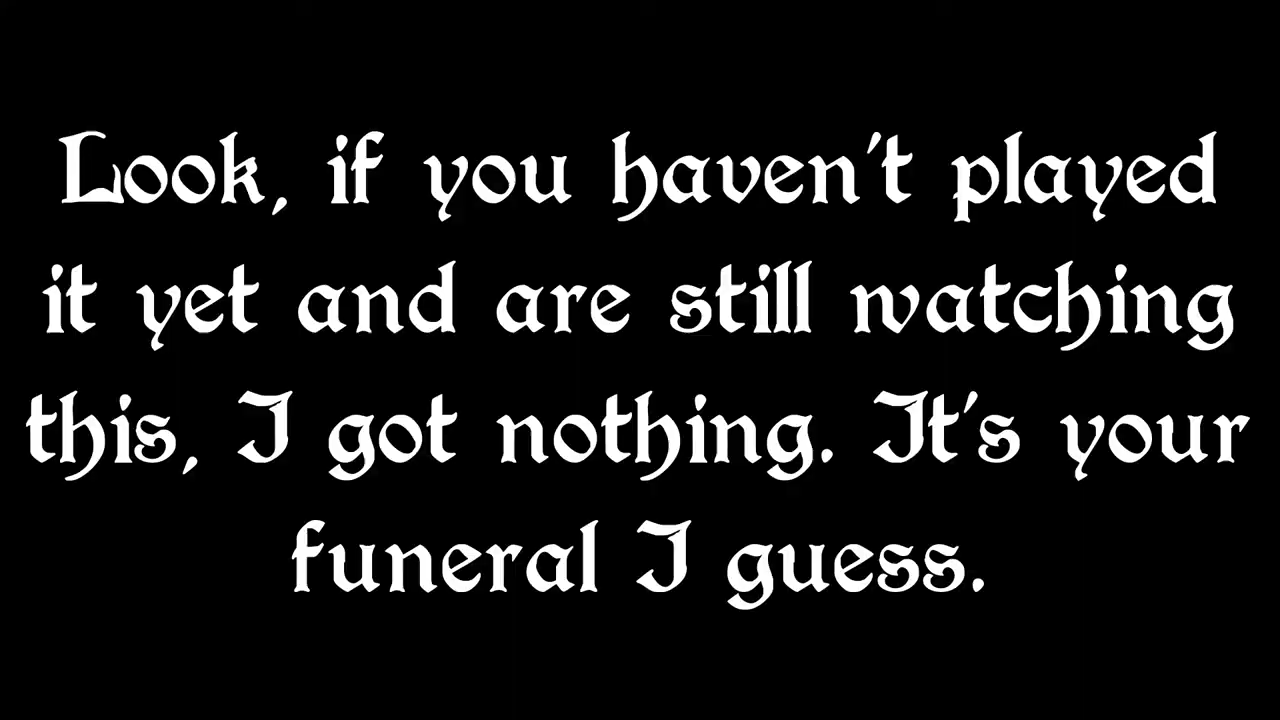 Look, if you haven't played
it yet and are still watching
this, I got nothing. It's your
funeral I guess.